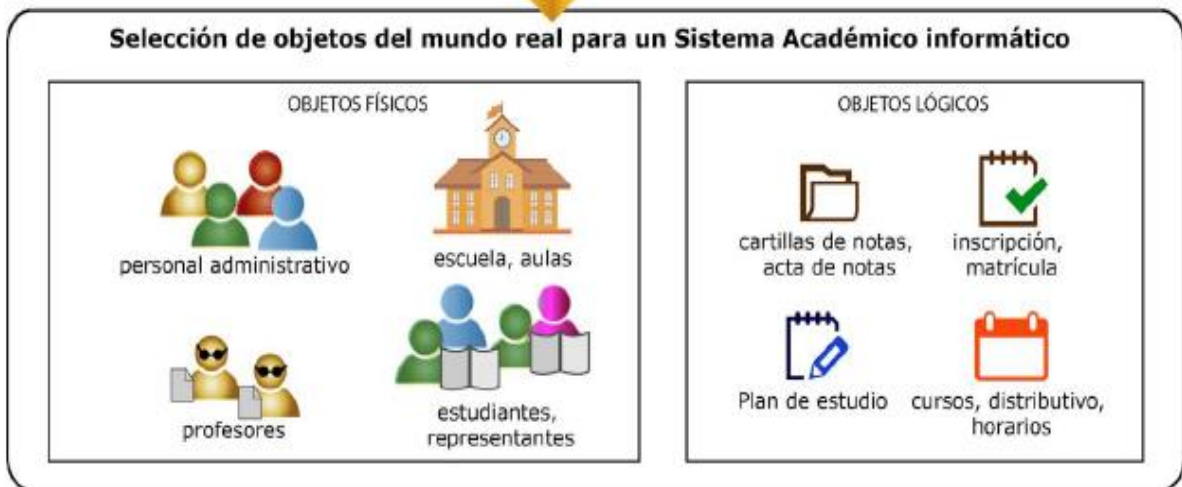 Selección de objetos del mundo real para un Sistema Académico informático
OBJETOS FÍSICOS
personal administrativo
escuela, aulas
profesores
estudiantes,
representantes
OBJETOS LÓGICOS
cartillas de notas,
acta de notas
inscripción,
matrícula
Plan de estudio
cursos, distributivo,
horarios